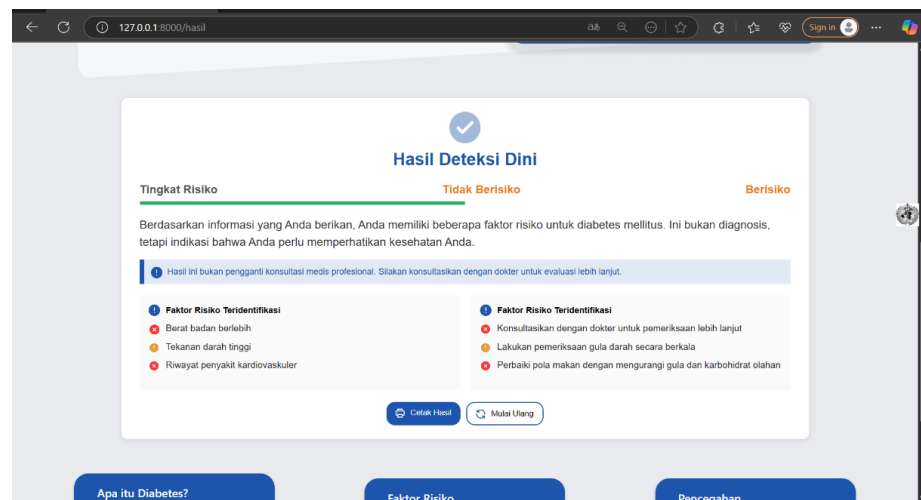 127.0.0.1:8000/hasil
Sign in
Hasil Deteksi Dini
Tingkat Risiko
Tidak Berisiko
Berisiko
Berdasarkan informasi yang Anda berikan, Anda memiliki beberapa faktor risiko untuk diabetes mellitus. Ini bukan diagnosis,
tetapi indikasi bahwa Anda perlu memperhatikan kesehatan Anda.
Hasil ini bukan pengganti konsultasi medis profesional. Silakan konsultasikan dengan dokter untuk evaluasi lebih lanjut.
Faktor Risiko Teridentifikasi
Berat badan berlebih
Tekanan darah tinggi
Riwayat penyakit kardiovaskuler
Faktor Risiko Teridentifikasi
Konsultasikan dengan dokter untuk pemeriksaan lebih lanjut
Lakukan pemeriksaan gula darah secara berkala
Perbaiki pola makan dengan mengurangi gula dan karbohidrat olahan
Cetak Hasil
Mulai Ulang
Apa itu Diabetes?
Faktor Risiko
Pencegahan